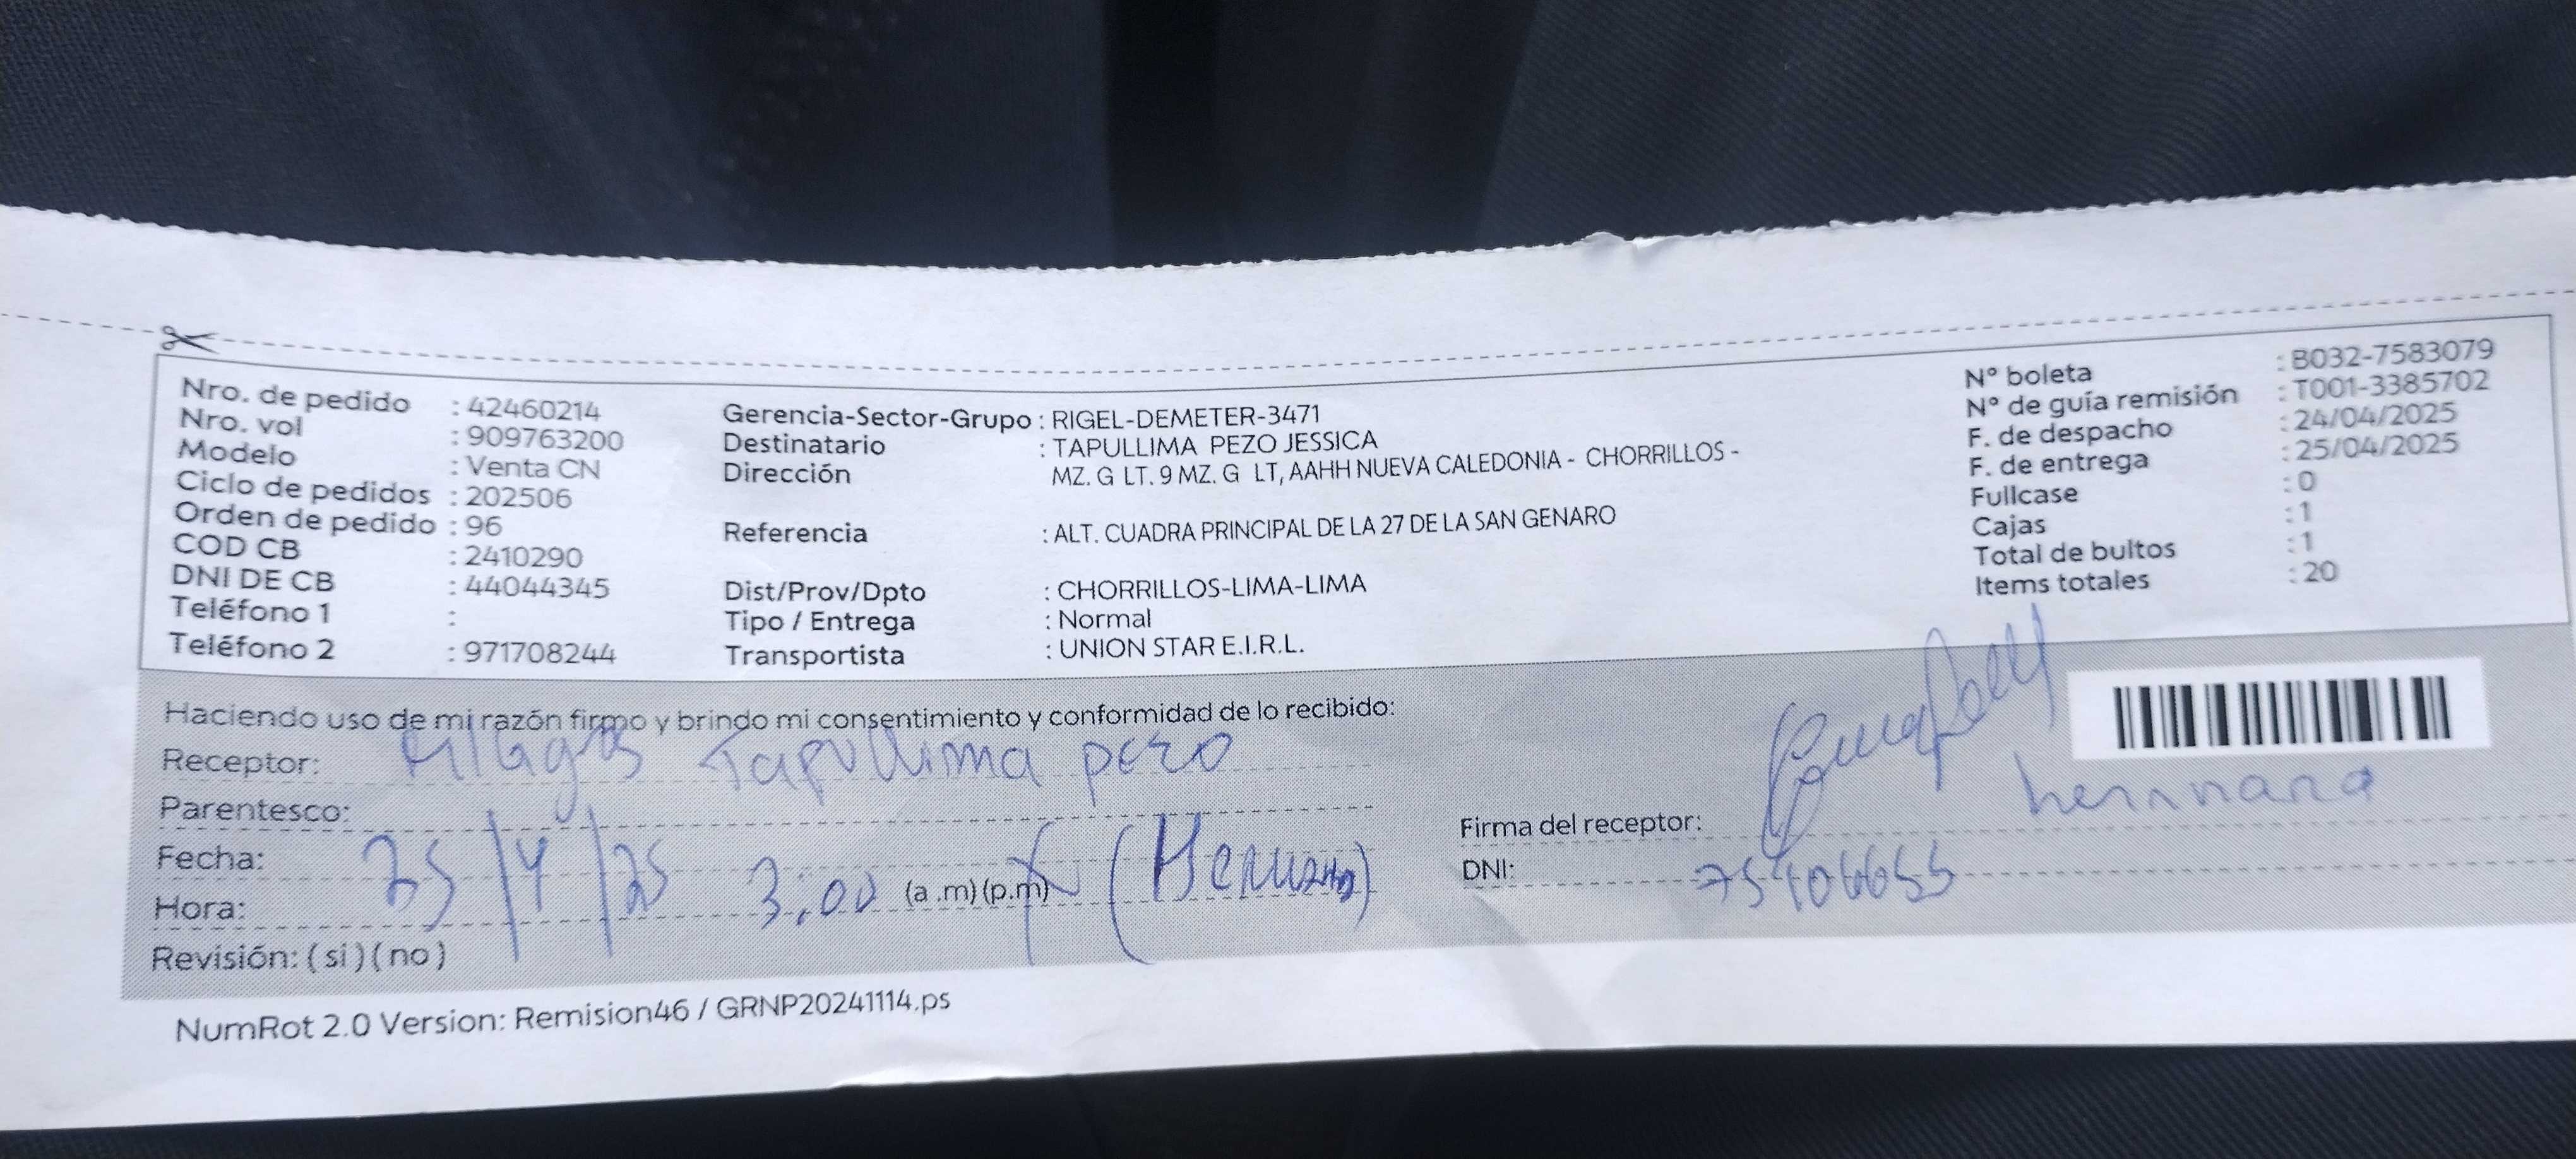 Nro. de pedido : 42460214
Nro. vol : 909763200
Modelo : Venta CN
Ciclo de pedidos : 202506
Orden de pedido : 96
COD CB : 2410290
DNI DE CB : 44044345
Teléfono 1 :
Teléfono 2 : 971708244
Gerencia-Sector-Grupo : RIGEL-DEMETER-3471
Destinatario : TAPULLIMA PEZO JESSICA
Dirección MZ. G LT. 9 MZ. G LT, AAHH NUEVA CALEDONIA - CHORRILLOS -
Referencia : ALT. CUADRA PRINCIPAL DE LA 27 DE LA SAN GENARO
Dist/Prov/Dpto : CHORRILLOS-LIMA-LIMA
Tipo / Entrega : Normal
Transportista : UNION STAR E.I.R.L.
N° boleta : B032-7583079
N° de guía remisión : T001-3385702
F. de despacho : 24/04/2025
F. de entrega : 25/04/2025
Fullcase : 0
Cajas : 1
Total de bultos : 1
Items totales : 20
Haciendo uso de mi razón firmo y brindo mi consentimiento y conformidad de lo recibido:
Receptor: Milagros Tapullima pezo
Parentesco:
Fecha: 25/4/25
Hora: 3:00 (a.m)(p.m) (Hermana)
Revisión: (si)(no)
Firma del receptor: hermana
DNI: 75406655
NumRot 2.0 Version: Remision46 / GRNP20241114.ps